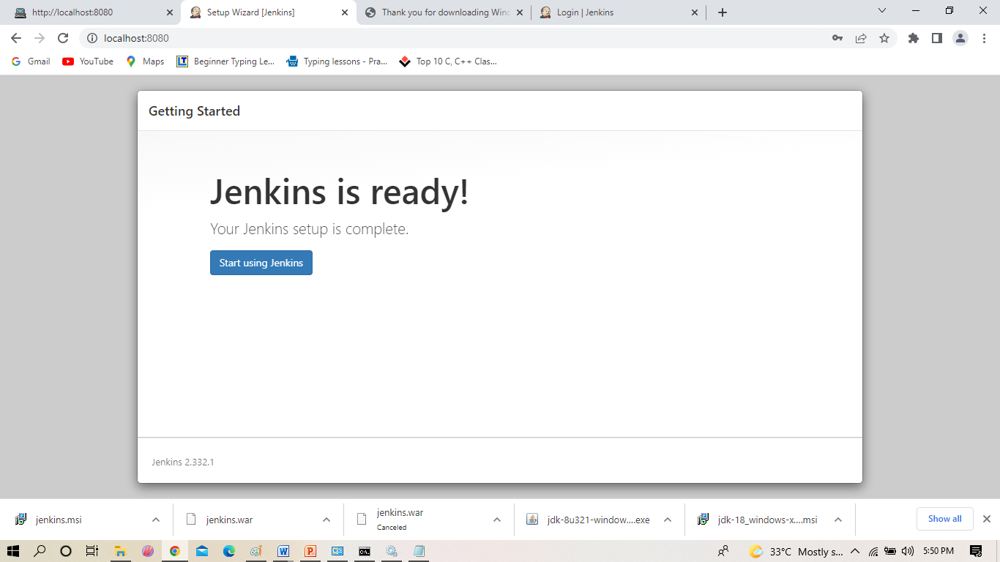 http://localhost:8080
Setup Wizard [Jenkins]
Thank you for downloading Winc
Login | Jenkins
localhost:8080
Gmail
YouTube
Maps
Beginner Typing Le...
Typing lessons - Pra...
Top 10 C, C++ Clas...
Getting Started
Jenkins is ready!
Your Jenkins setup is complete.
Start using Jenkins
Jenkins 2.332.1
jenkins.msi
jenkins.war
jenkins.war
Canceled
jdk-8u321-window....exe
jdk-18_windows-x....msi
Show all
33°C Mostly s...
5:50 PM